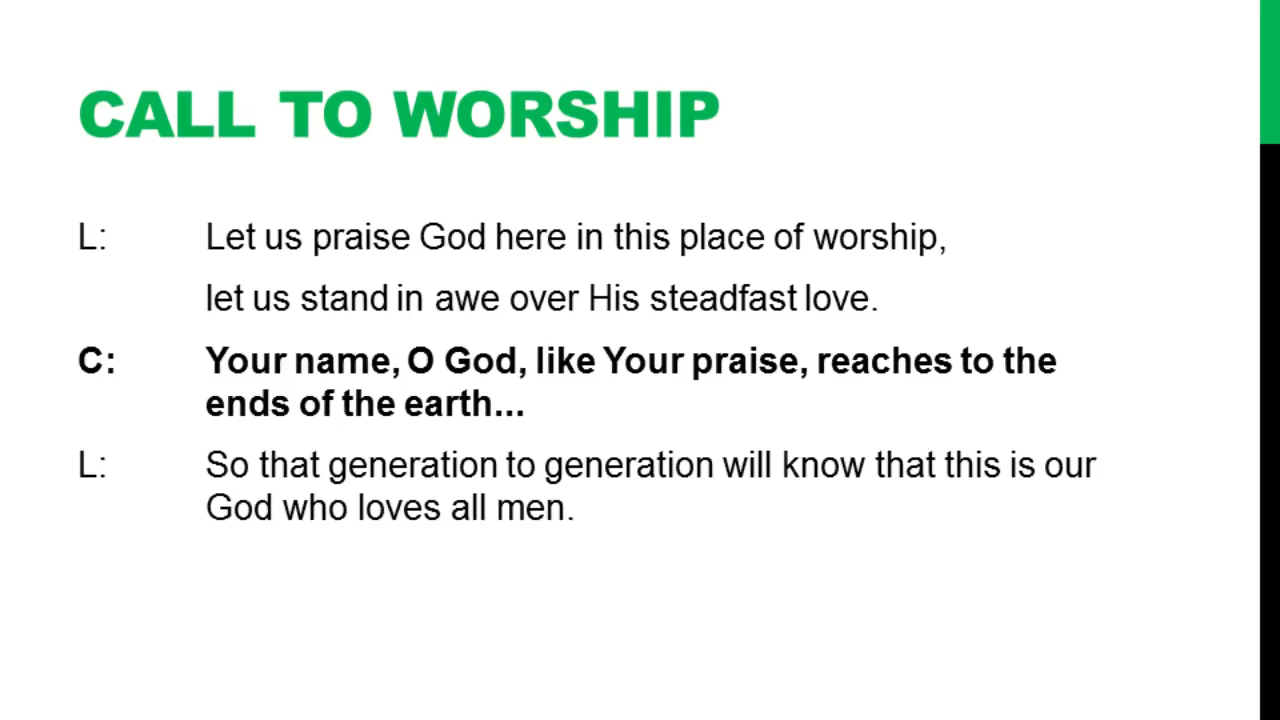 CALL TO WORSHIP
L: Let us praise God here in this place of worship,
let us stand in awe over His steadfast love.
C: Your name, O God, like Your praise, reaches to the
ends of the earth...
L: So that generation to generation will know that this is our
God who loves all men.